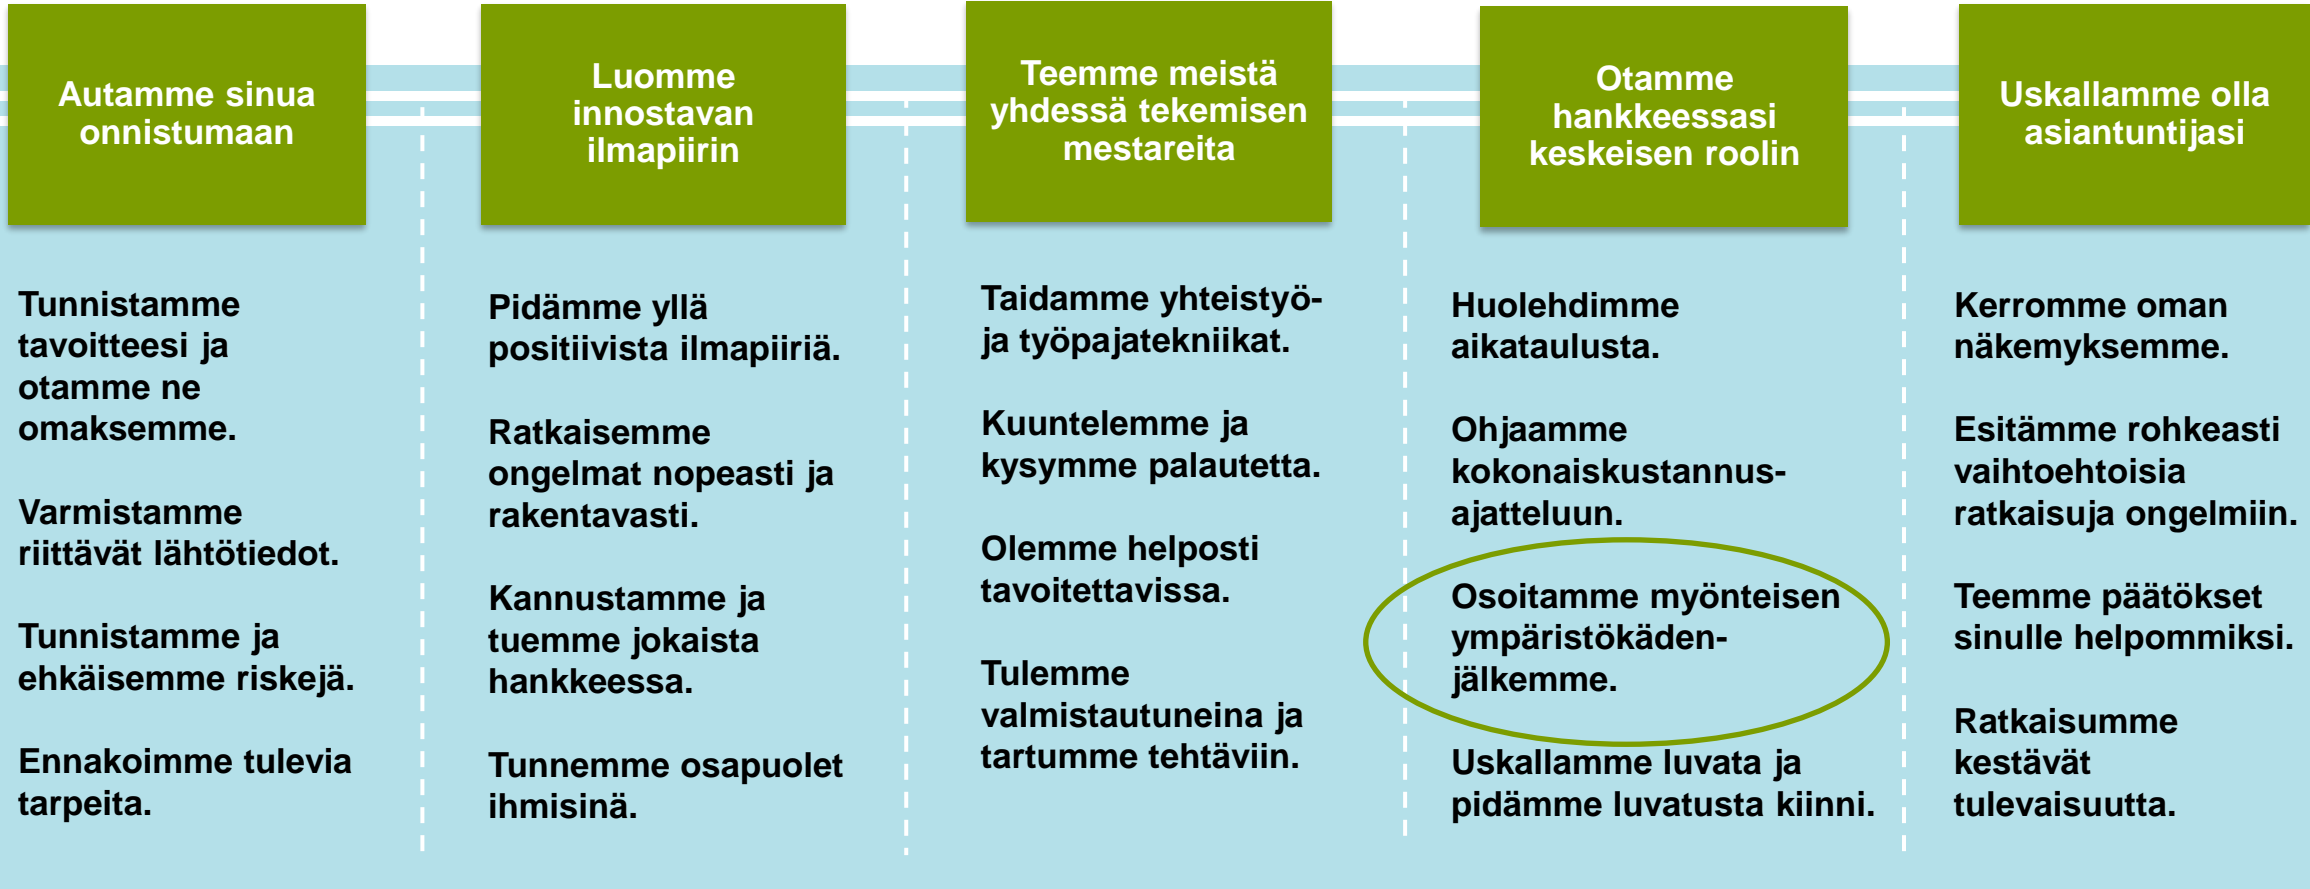 Autamme sinua
onnistumaan
Tunnistamme
tavoitteesi ja
otamme ne
omaksemme.
Varmistamme
riittävät lähtötiedot.
Tunnistamme ja
ehkäisemme riskejä.
Ennakoimme tulevia
tarpeita.
Luomme
innostavan
ilmapiirin
Pidämme yllä
positiivista ilmapiiriä.
Ratkaisemme
ongelmat nopeasti ja
rakentavasti.
Kannustamme ja
tuemme jokaista
hankkeessa.
Tunnemme osapuolet
ihmisinä.
Teemme meistä
yhdessä tekemisen
mestareita
Taidamme yhteistyö-
ja työpajatekniikat.
Kuuntelemme ja
kysymme palautetta.
Olemme helposti
tavoitettavissa.
Tulemme
valmistautuneina ja
tartumme tehtäviin.
Otamme
hankkeessasi
keskeisen roolin
Huolehdimme
aikataulusta.
Ohjaamme
kokonaiskustannus-
ajatteluun.
Osoitamme myönteisen
ympäristökäden-
jälkemme.
Uskallamme luvata ja
pidämme luvatusta kiinni.
Uskallamme olla
asiantuntijasi
Kerromme oman
näkemyksemme.
Esitämme rohkeasti
vaihtoehtoisia
ratkaisuja ongelmiin.
Teemme päätökset
sinulle helpommiksi.
Ratkaisumme
kestävät
tulevaisuutta.